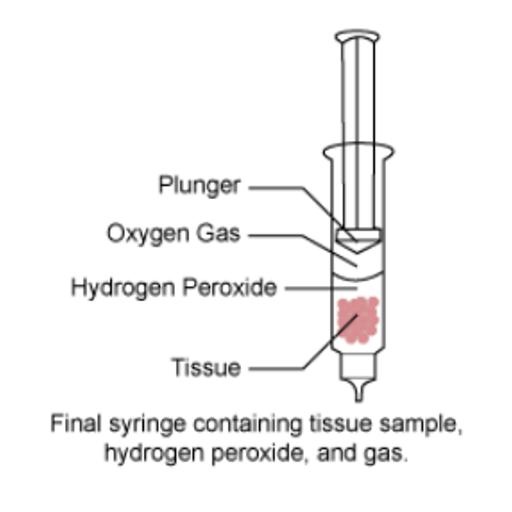 Plunger
Oxygen Gas
Hydrogen Peroxide
Tissue
Final syringe containing tissue sample,
hydrogen peroxide, and gas.